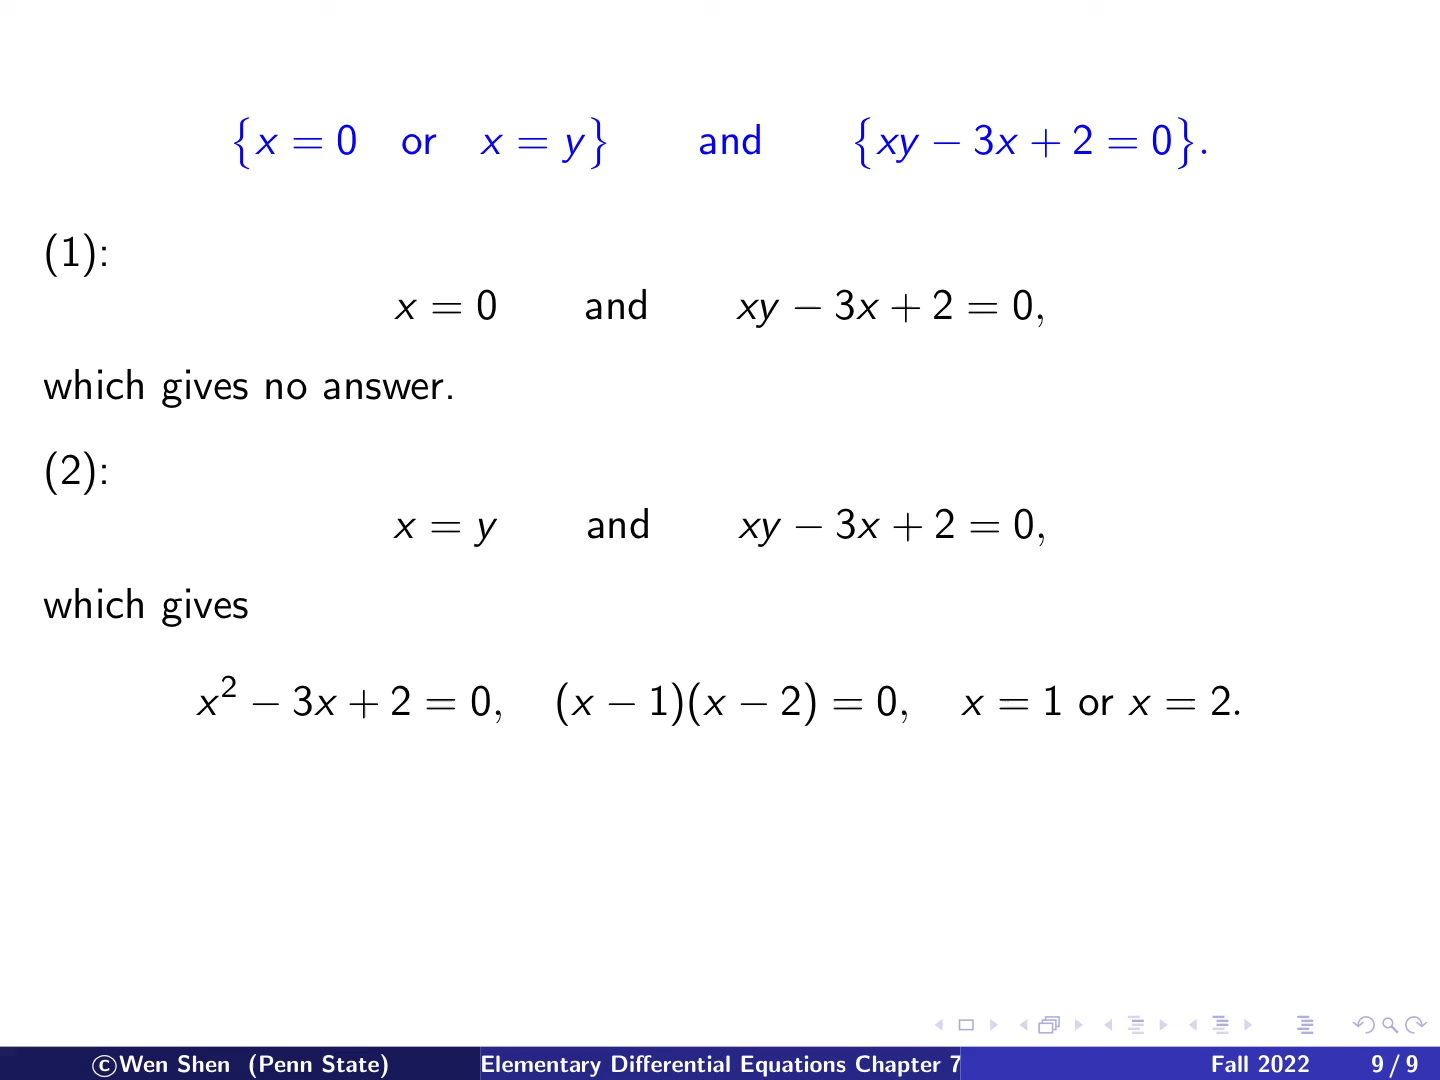 {x = 0 or x = y} and {xy − 3x + 2 = 0}.
(1):
x = 0 and xy − 3x + 2 = 0,
which gives no answer.
(2):
x = y and xy − 3x + 2 = 0,
which gives
x² − 3x + 2 = 0, (x − 1)(x − 2) = 0, x = 1 or x = 2.
©Wen Shen (Penn State) Elementary Differential Equations Chapter 7 Fall 2022 9 / 9